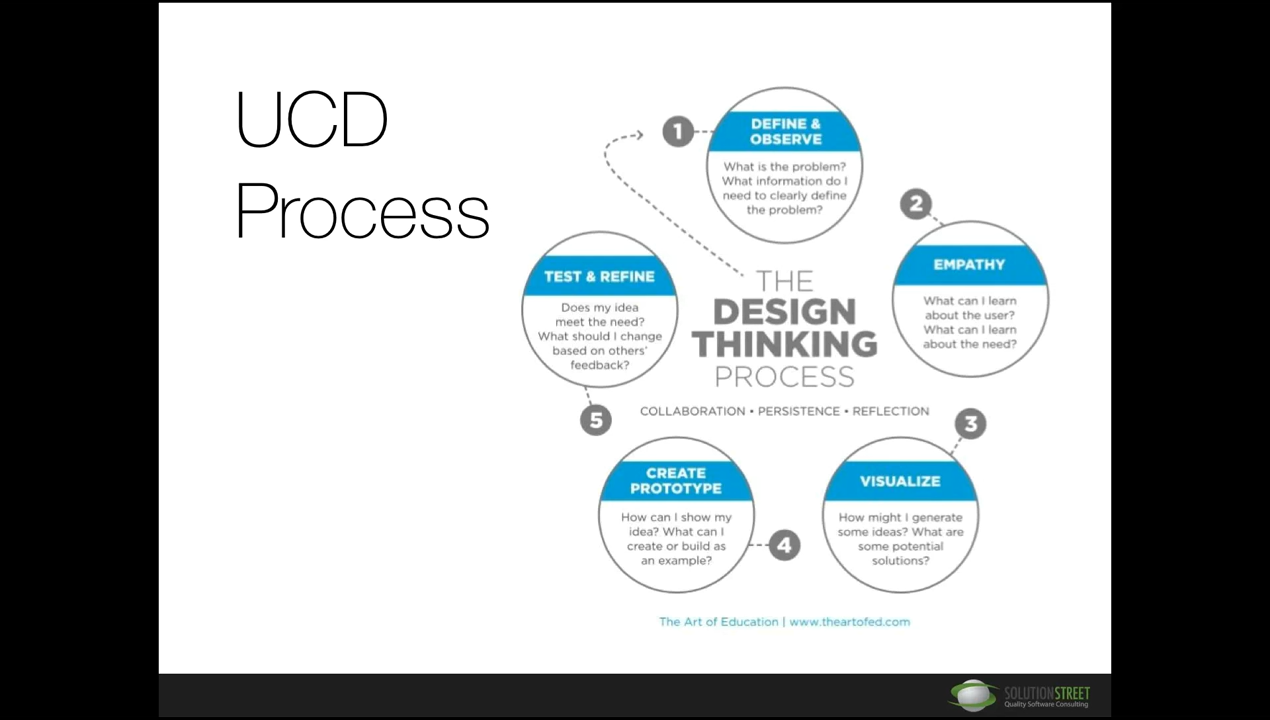 UCD
Process
1
DEFINE &
OBSERVE
What is the problem?
What information do I
need to clearly define
the problem?
2
EMPATHY
What can I learn
about the user?
What can I learn
about the need?
TEST & REFINE
Does my idea
meet the need?
What should I change
based on others'
feedback?
5
THE
DESIGN
THINKING
PROCESS
COLLABORATION • PERSISTENCE • REFLECTION
3
VISUALIZE
How might I generate
some ideas? What are
some potential
solutions?
CREATE
PROTOTYPE
How can I show my
idea? What can I
create or build as
an example?
4
The Art of Education | www.theartofed.com
SOLUTIONSTREET
Quality Software Consulting